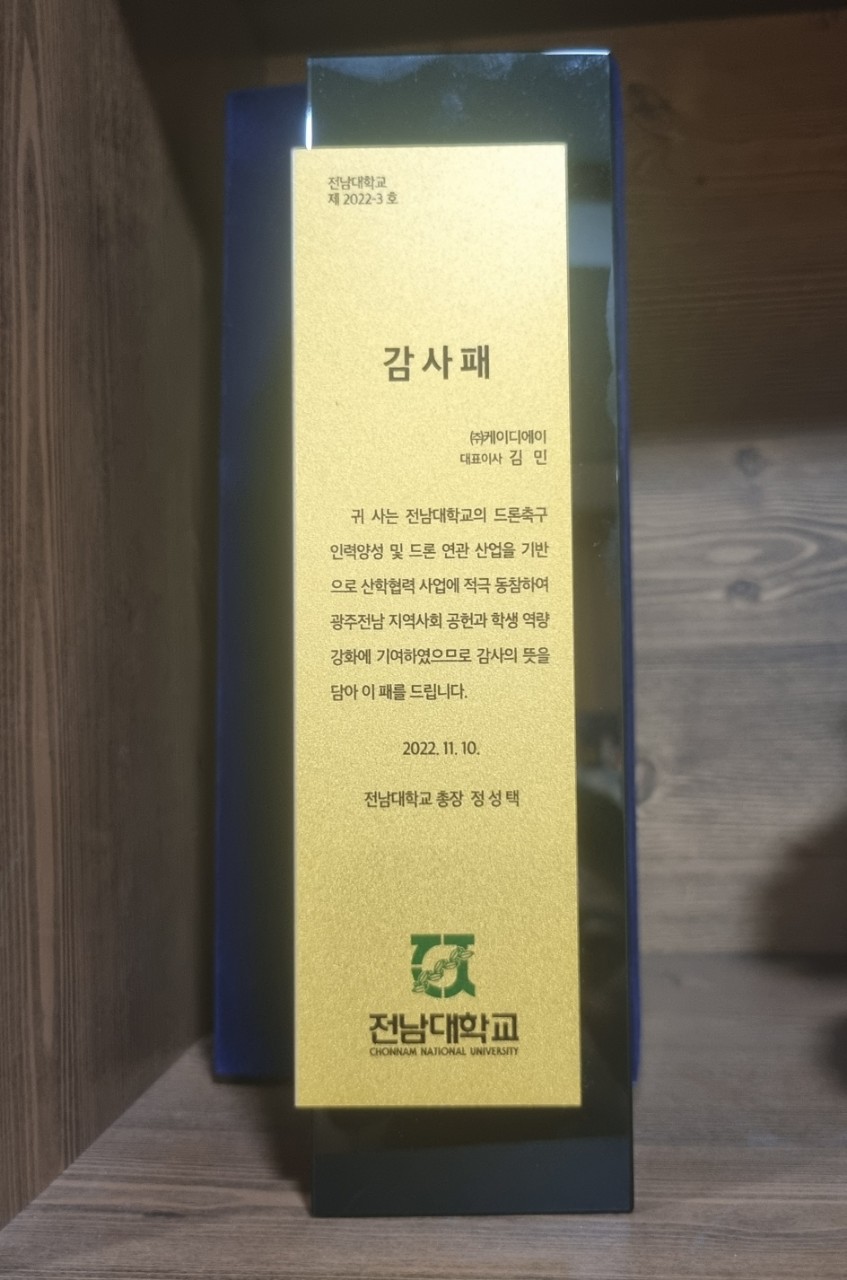 전남대학교
제 2022-3 호
감사패
㈜케이디에이
대표이사 김 민
귀 사는 전남대학교의 드론축구
인력양성 및 드론 연관 산업을 기반
으로 산학협력 사업에 적극 동참하여
광주전남 지역사회 공헌과 학생 역량
강화에 기여하였으므로 감사의 뜻을
담아 이 패를 드립니다.
2022. 11. 10.
전남대학교 총장 정성택
전남대학교
CHONNAM NATIONAL UNIVERSITY